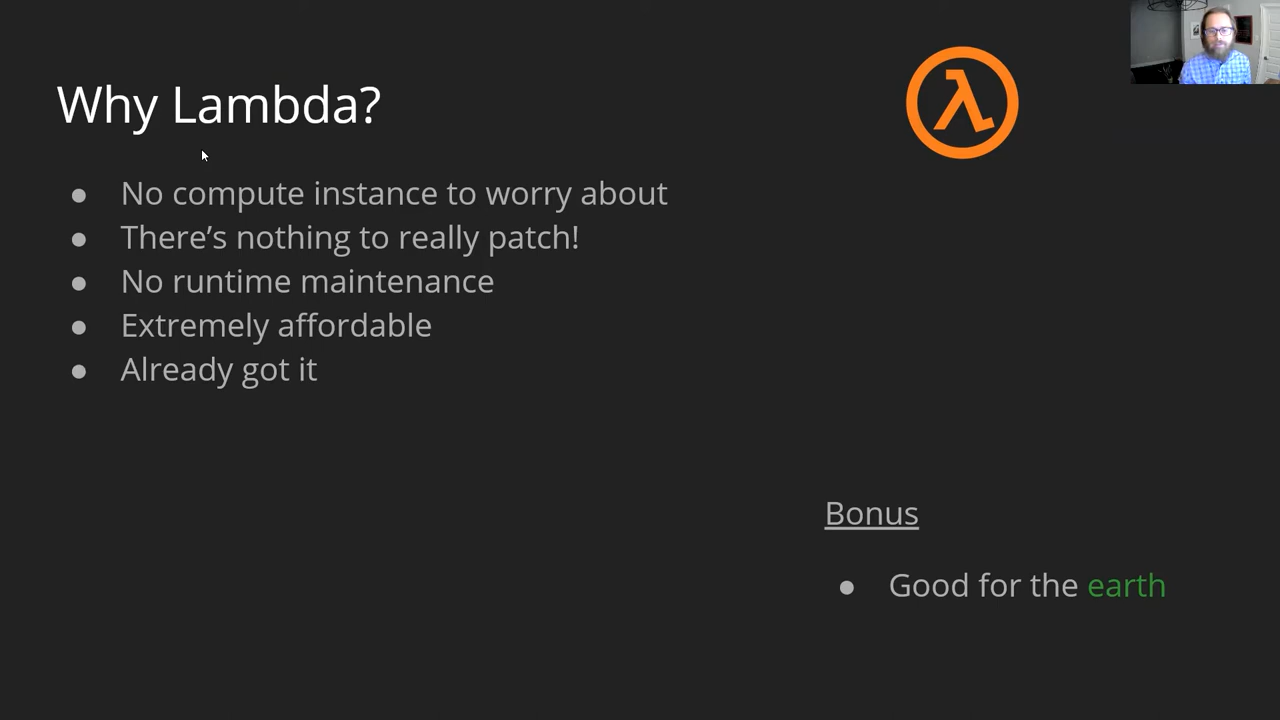 Why Lambda?
● No compute instance to worry about
● There’s nothing to really patch!
● No runtime maintenance
● Extremely affordable
● Already got it
Bonus
● Good for the earth